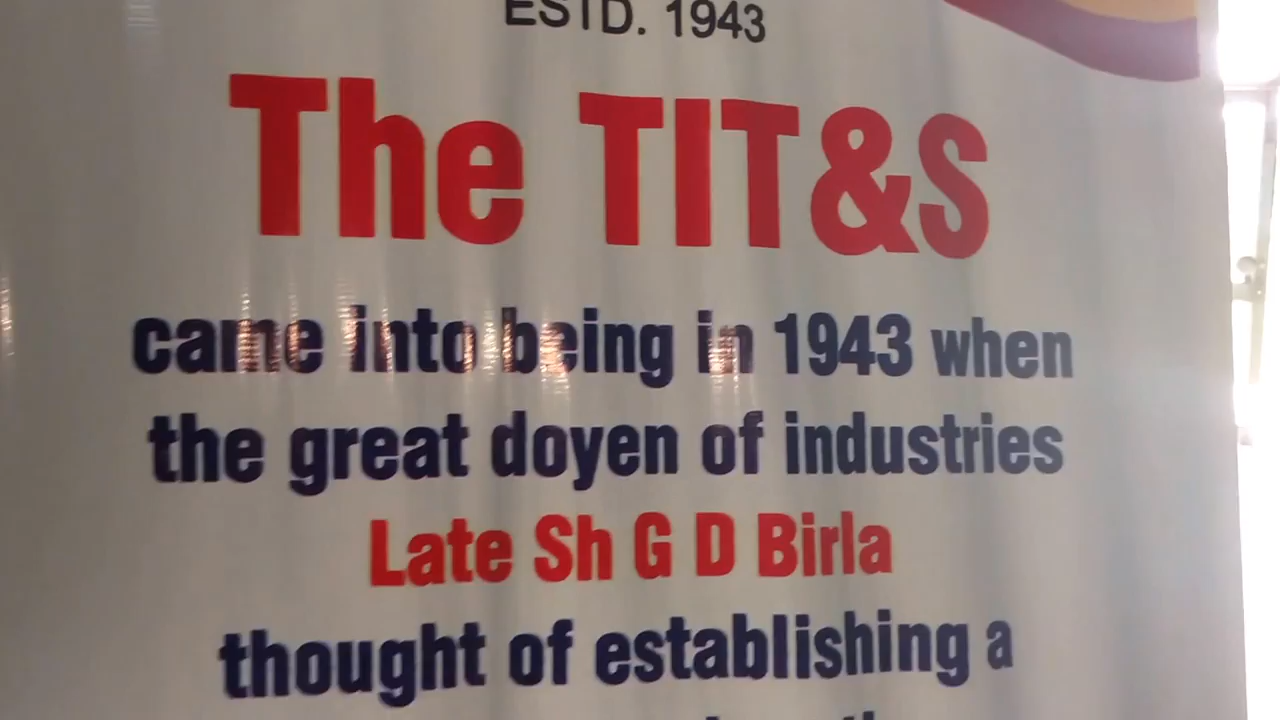 ESTD. 1943
The TIT&S
came into being in 1943 when
the great doyen of industries
Late Sh G D Birla
thought of establishing a